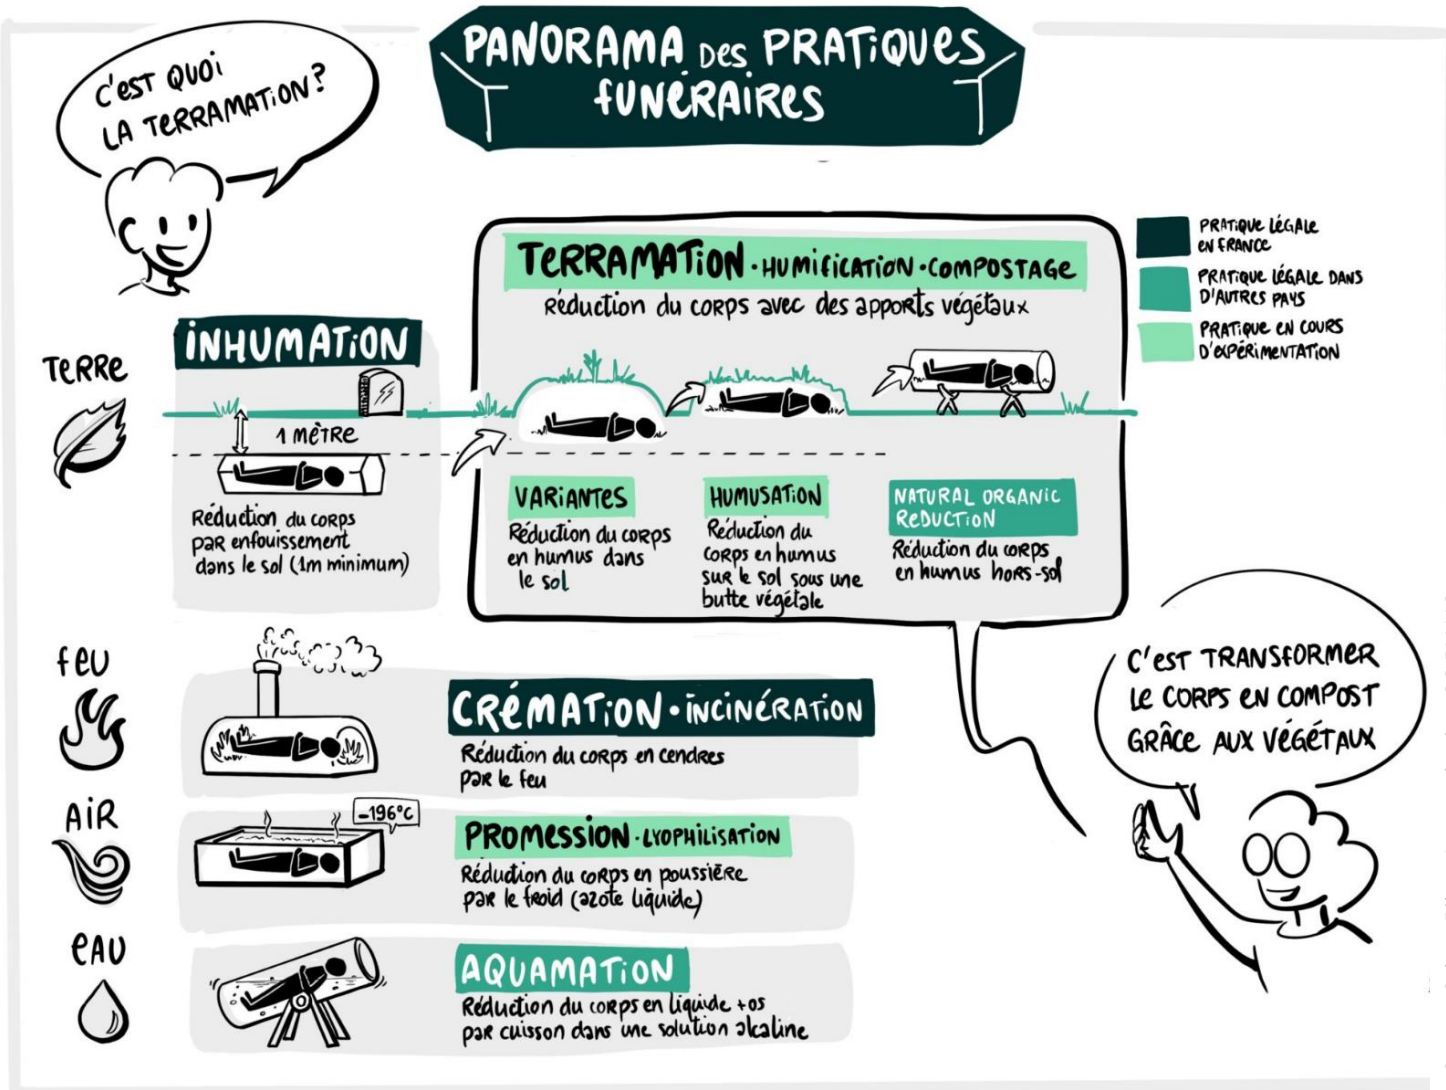 PANORAMA DES PRATIQUES
FUNÉRAIRES
C'EST QUOI
LA TERRAMATION?
PRATIQUE LÉGALE
EN FRANCE
PRATIQUE LÉGALE DANS
D'AUTRES PAYS
PRATIQUE EN COURS
D'EXPÉRIMENTATION
TERRE
INHUMATION
1 MÈTRE
Réduction du corps
par enfouissement
dans le sol (1m minimum)
TERRAMATION · HUMIFICATION · COMPOSTAGE
Réduction du corps avec des apports végétaux
VARIANTES
Réduction du corps
en humus dans
le sol
HUMUSATION
Réduction du
corps en humus
sur le sol sous une
butte végétale
NATURAL ORGANIC
REDUCTION
Réduction du corps
en humus hors-sol
C'EST TRANSFORMER
LE CORPS EN COMPOST
GRÂCE AUX VÉGÉTAUX
FEU
CRÉMATION · INCINÉRATION
Réduction du corps en cendres
par le feu
AIR
-196°C
PROMESSION · LYOPHILISATION
Réduction du corps en poussière
par le froid (azote liquide)
EAU
AQUAMATION
Réduction du corps en liquide +os
par cuisson dans une solution alcaline